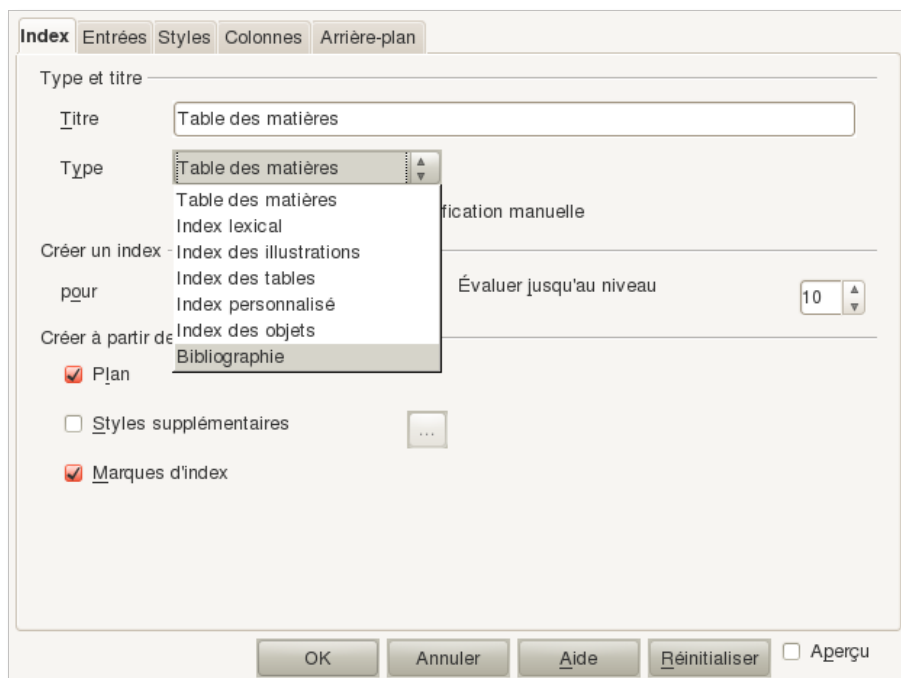 Index Entrées Styles Colonnes Arrière-plan
Type et titre
Titre Table des matières
Type Table des matières
Table des matières
fication manuelle
Index lexical
Créer un index
Index des illustrations
Index des tables
pour Évaluer jusqu'au niveau 10
Index personnalisé
Index des objets
Créer à partir de
Bibliographie
Plan
Styles supplémentaires ...
Marques d'index
OK Annuler Aide Réinitialiser Aperçu